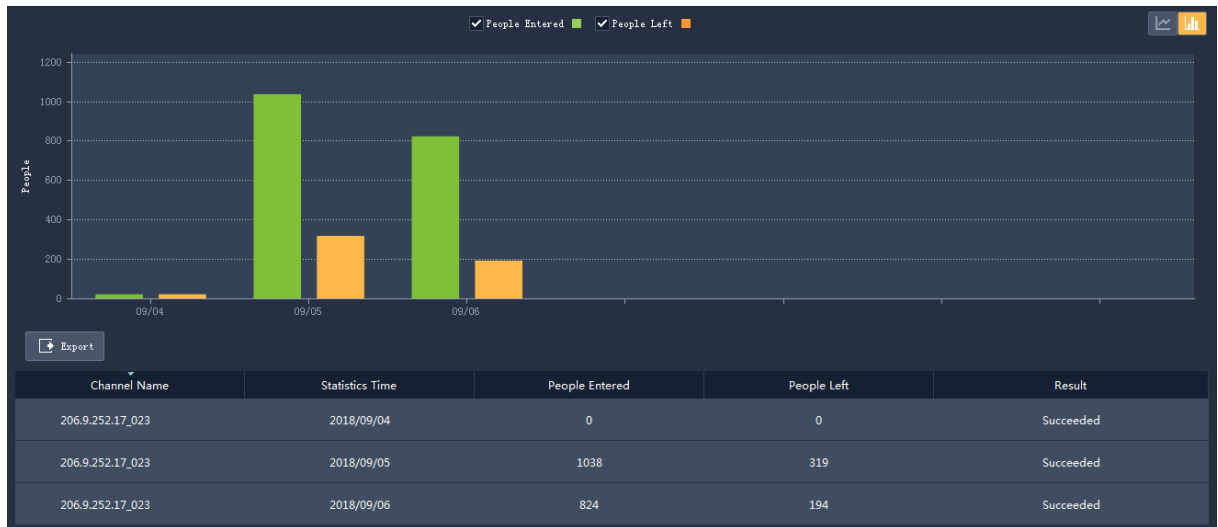 People Entered People Left
1200
1000
800
600
400
200
0
People
09/04 09/05 09/06
Export
Channel Name Statistics Time People Entered People Left Result
206.9.252.17_023 2018/09/04 0 0 Succeeded
206.9.252.17_023 2018/09/05 1038 319 Succeeded
206.9.252.17_023 2018/09/06 824 194 Succeeded